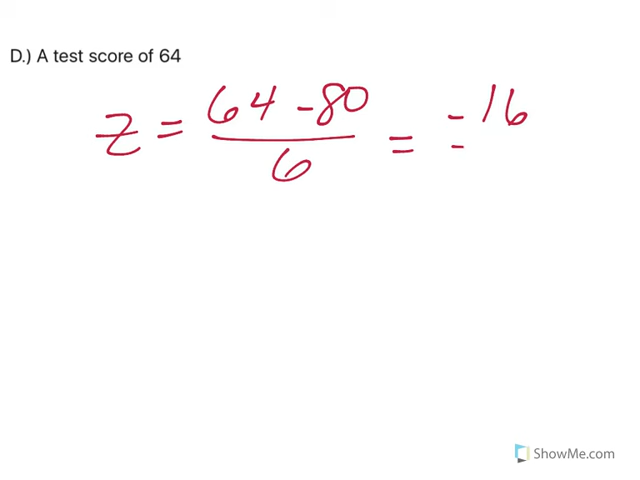 D.) A test score of 64
z = (64 - 80)/6 = -16
ShowMe.com